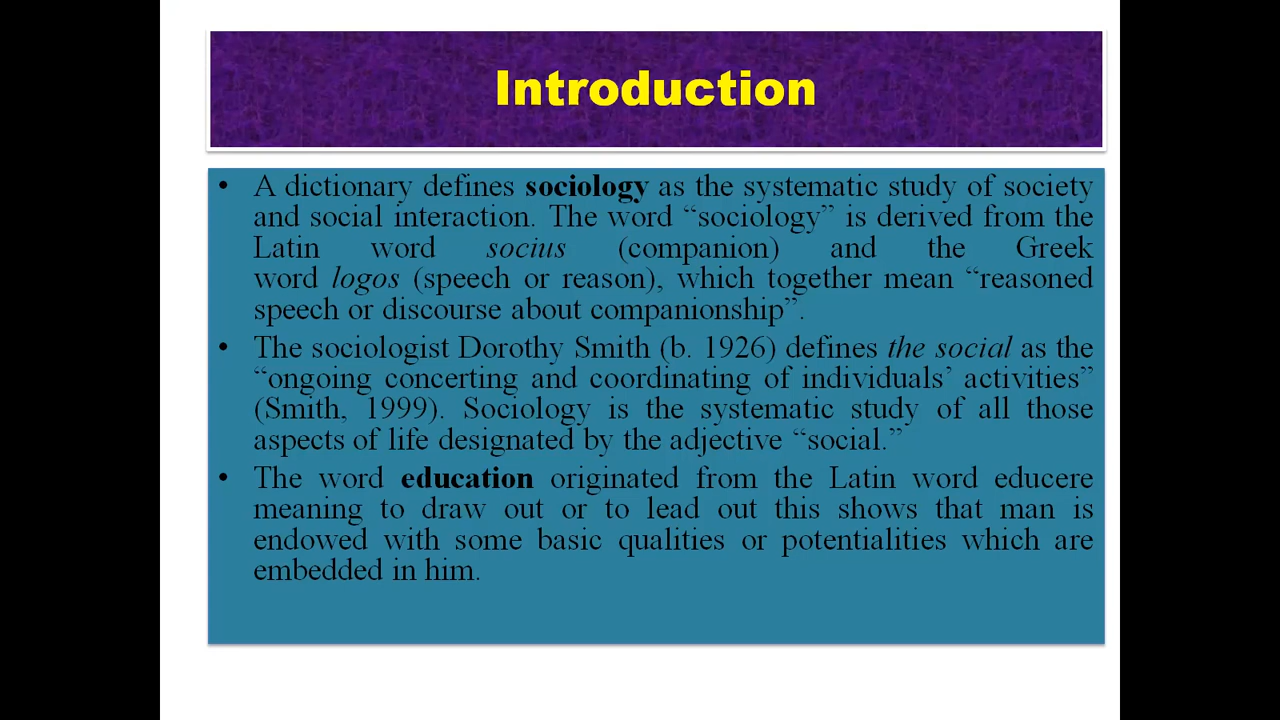 Introduction
• A dictionary defines sociology as the systematic study of society
and social interaction. The word “sociology” is derived from the
Latin word socius (companion) and the Greek
word logos (speech or reason), which together mean “reasoned
speech or discourse about companionship”.
• The sociologist Dorothy Smith (b. 1926) defines the social as the
“ongoing concerting and coordinating of individuals’ activities”
(Smith, 1999). Sociology is the systematic study of all those
aspects of life designated by the adjective “social.”
• The word education originated from the Latin word educere
meaning to draw out or to lead out this shows that man is
endowed with some basic qualities or potentialities which are
embedded in him.